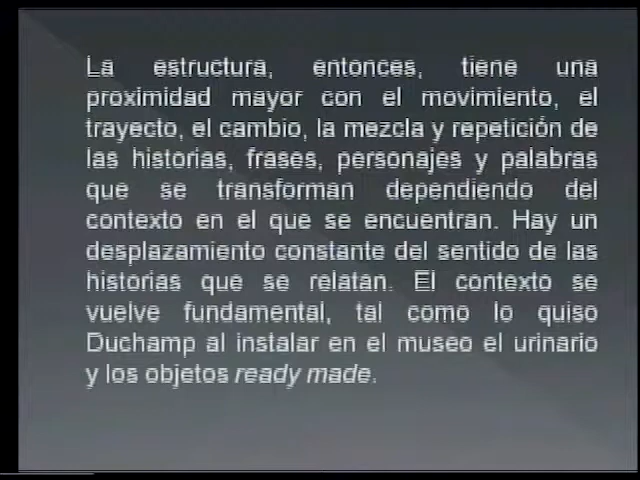 La estructura, entonces, tiene una
proximidad mayor con el movimiento, el
trayecto, el cambio, la mezcla y repetición de
las historias, frases, personajes y palabras
que se transforman dependiendo del
contexto en el que se encuentran. Hay un
desplazamiento constante del sentido de las
historias que se relatan. El contexto se
vuelve fundamental, tal como lo quiso
Duchamp al instalar en el museo el urinario
y los objetos ready made.